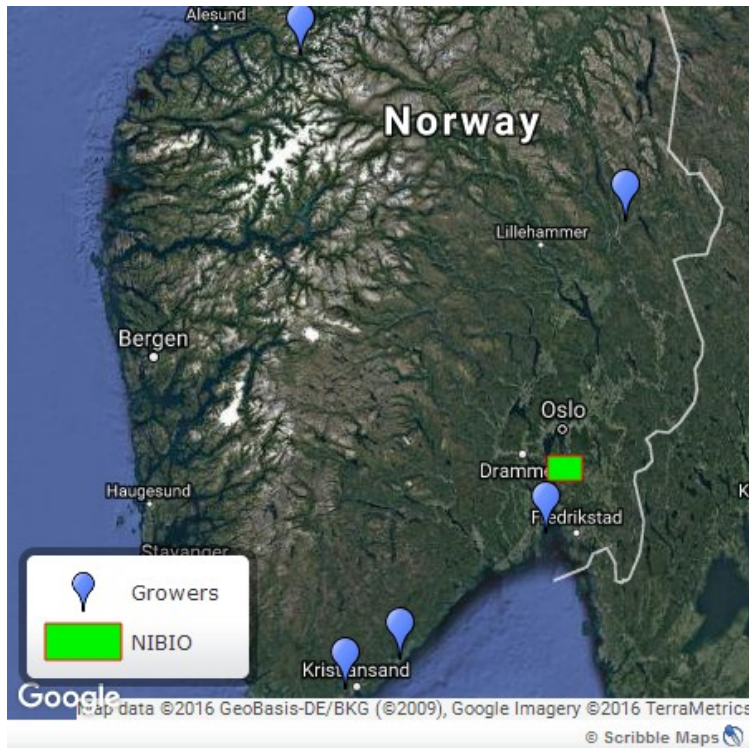 Alesund
Norway
Lillehammer
Bergen
Oslo
Haugesund
Fredrikstad
Stavanger
Growers
NIBIO
Kristiansand
Google
Map data ©2016 GeoBasis-DE/BKG (©2009), Google Imagery ©2016 TerraMetrics
© Scribble Maps